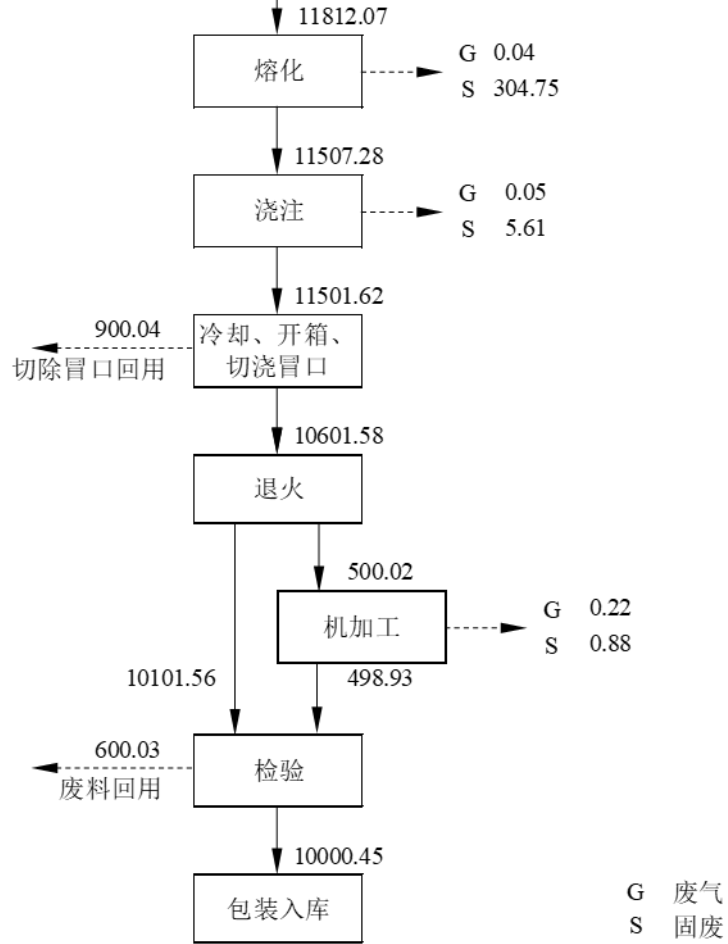 11812.07
熔化
G 0.04
S 304.75
11507.28
浇注
G 0.05
S 5.61
11501.62
900.04
切除冒口回用
冷却、开箱、
切浇冒口
10601.58
退火
500.02
机加工
G 0.22
S 0.88
10101.56
498.93
600.03
废料回用
检验
10000.45
包装入库
G 废气
S 固废